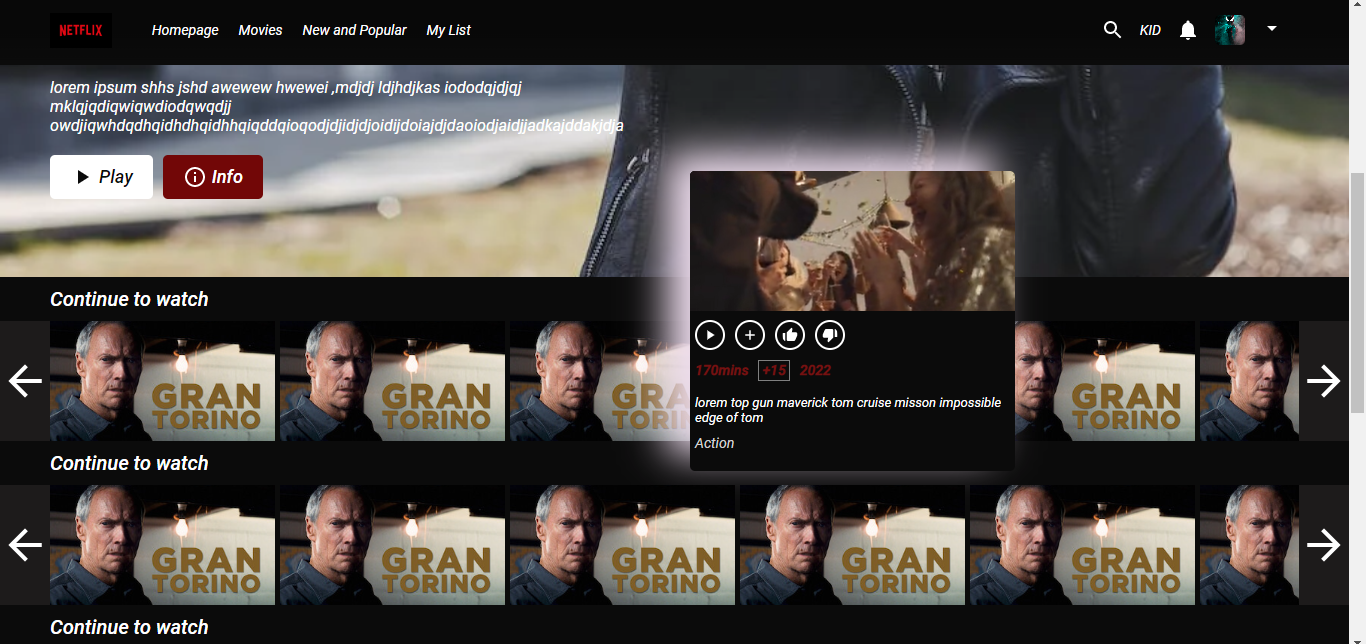 NETFLIX Homepage Movies New and Popular My List KID
lorem ipsum shhs jshd awewew hwewei ,mdjdj ldjhdjkas iododqjdjqj
mklqjqdiqwiqwdiodqwqdjj
owdjiqwhdqdhqidhdhqidhhqiddqioqodjdjidjdjoidijdoiajdjdaoiodjaidjjadkajddakjdja
Play Info
Continue to watch
GRAN
TORINO
GRAN
TORINO
GRAN
TORINO
170mins +15 2022
lorem top gun maverick tom cruise misson impossible
edge of tom
Action
GRAN
TORINO
Continue to watch
GRAN
TORINO
GRAN
TORINO
GRAN
TORINO
GRAN
TORINO
GRAN
TORINO
Continue to watch